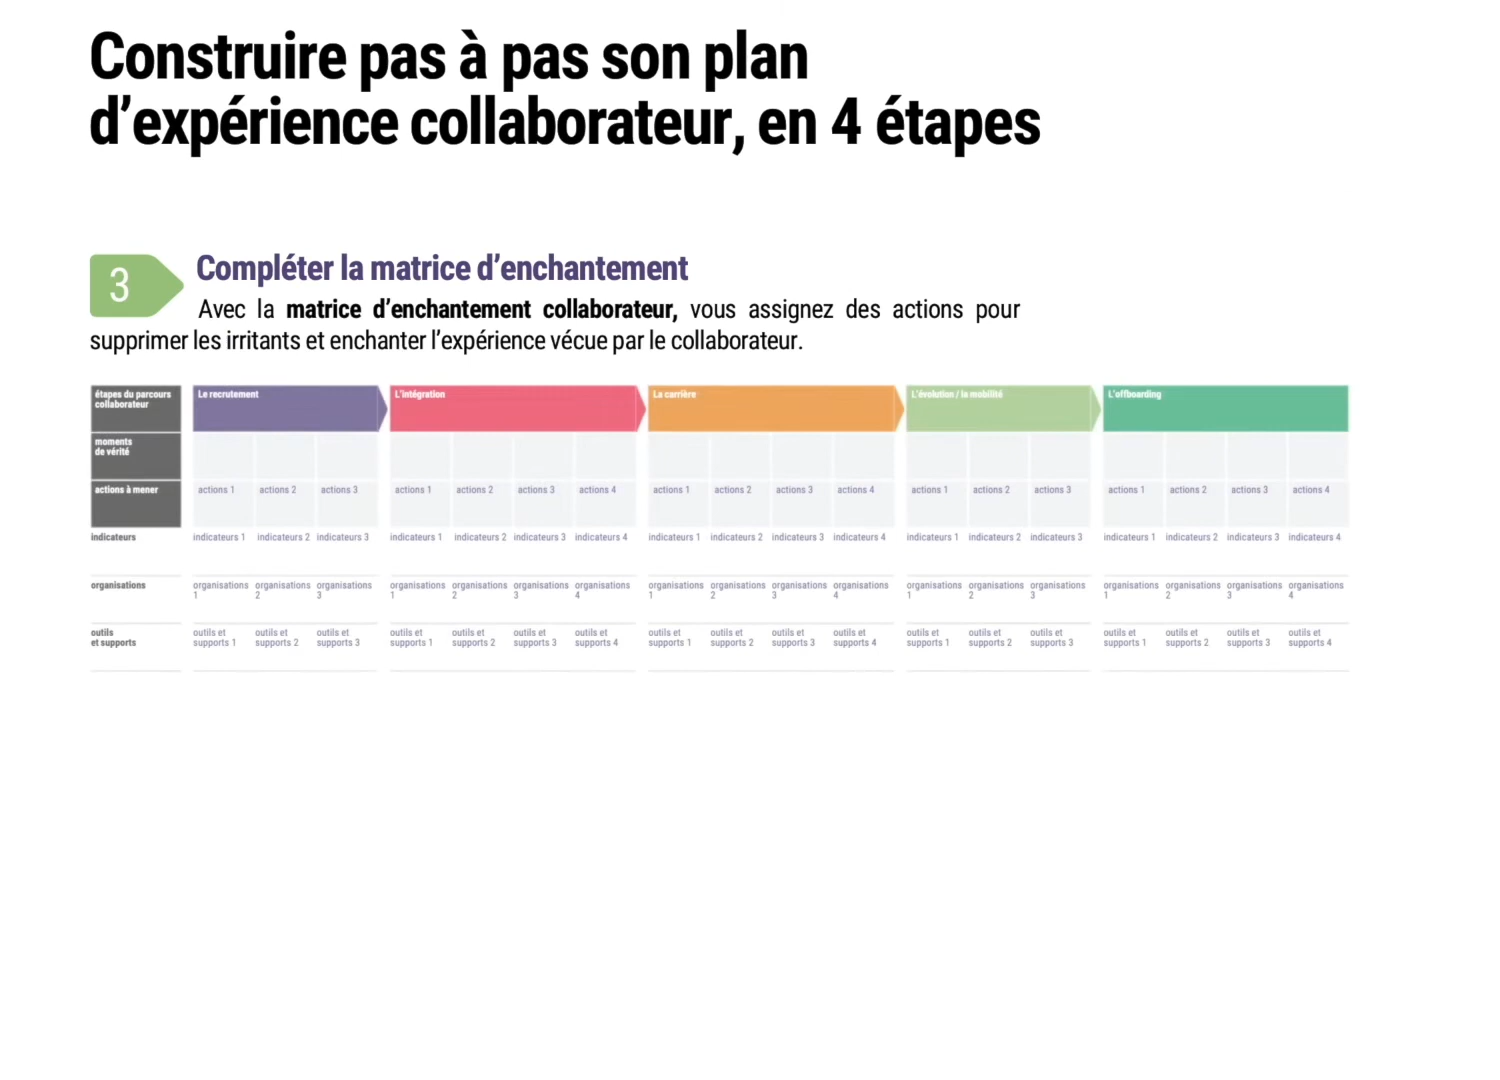 Construire pas à pas son plan
d'expérience collaborateur, en 4 étapes
3
Compléter la matrice d'enchantement
Avec la matrice d'enchantement collaborateur, vous assignez des actions pour
supprimer les irritants et enchanter l'expérience vécue par le collaborateur.
étapes du parcours
collaborateur
Le recrutement
L'intégration
La carrière
L'évolution / la mobilité
L'offboarding
moments
de vérité
actions à mener
actions 1 actions 2 actions 3
actions 1 actions 2 actions 3 actions 4
actions 1 actions 2 actions 3 actions 4
actions 1 actions 2 actions 3
actions 1 actions 2 actions 3 actions 4
indicateurs
indicateurs 1 indicateurs 2 indicateurs 3
indicateurs 1 indicateurs 2 indicateurs 3 indicateurs 4
indicateurs 1 indicateurs 2 indicateurs 3 indicateurs 4
indicateurs 1 indicateurs 2 indicateurs 3
indicateurs 1 indicateurs 2 indicateurs 3 indicateurs 4
organisations
organisations organisations organisations
1 2 3
organisations organisations organisations organisations
1 2 3 4
organisations organisations organisations organisations
1 2 3 4
organisations organisations organisations
1 2 3
organisations organisations organisations organisations
1 2 3 4
outils
et supports
outils et outils et outils et
supports 1 supports 2 supports 3
outils et outils et outils et outils et
supports 1 supports 2 supports 3 supports 4
outils et outils et outils et outils et
supports 1 supports 2 supports 3 supports 4
outils et outils et outils et
supports 1 supports 2 supports 3
outils et outils et outils et outils et
supports 1 supports 2 supports 3 supports 4